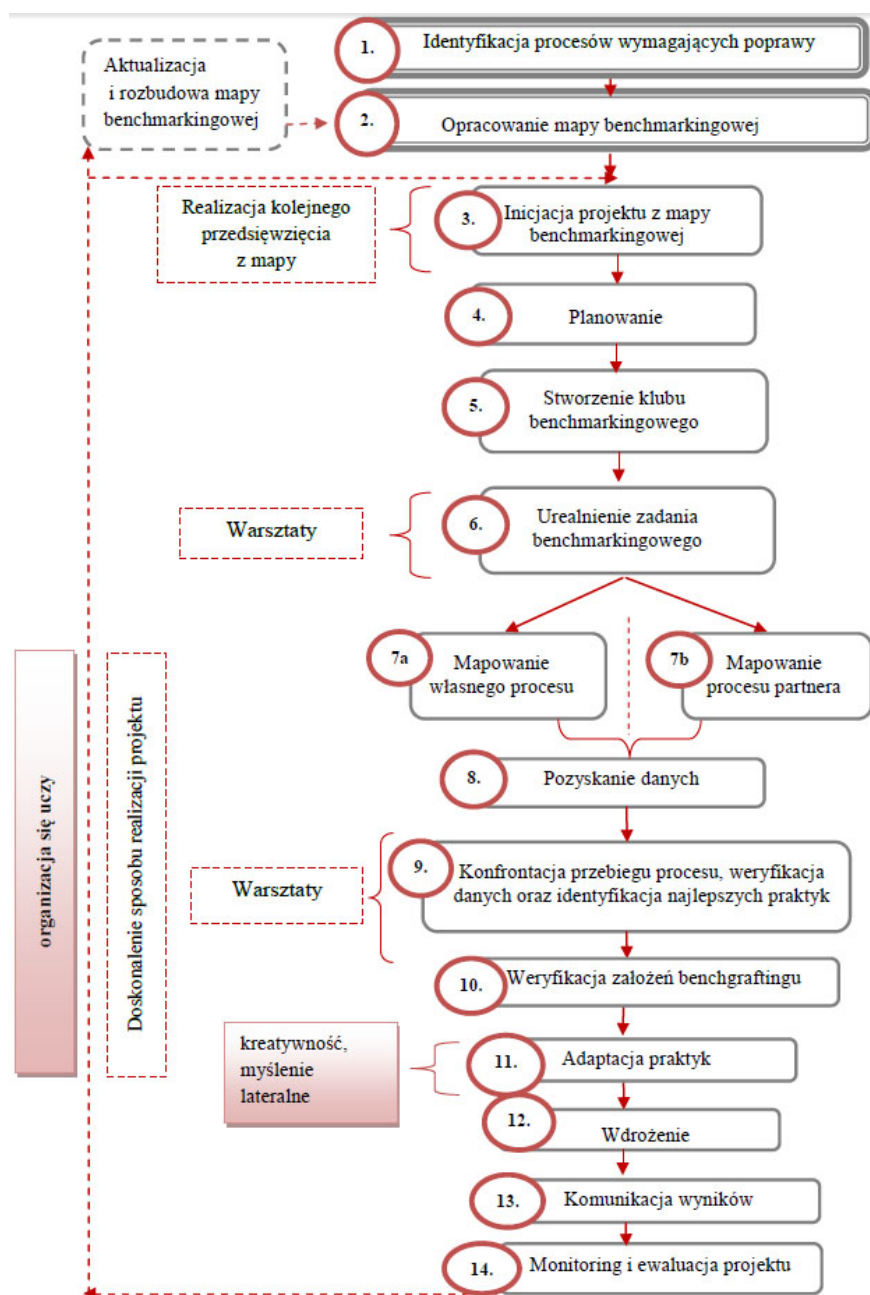 1.
Identyfikacja procesów wymagających poprawy
Aktualizacja
i rozbudowa mapy
benchmarkingowej
2.
Opracowanie mapy benchmarkingowej
Realizacja kolejnego
przedsięwzięcia
z mapy
3.
Inicjacja projektu z mapy
benchmarkingowej
4.
Planowanie
5.
Stworzenie klubu
benchmarkingowego
Warsztaty
6.
Urealnienie zadania
benchmarkingowego
7a
Mapowanie
własnego procesu
7b
Mapowanie
procesu partnera
8.
Pozyskanie danych
Warsztaty
9.
Konfrontacja przebiegu procesu, weryfikacja
danych oraz identyfikacja najlepszych praktyk
10.
Weryfikacja założeń benchgraftingu
kreatywność,
myślenie
lateralne
11.
Adaptacja praktyk
12.
Wdrożenie
13.
Komunikacja wyników
14.
Monitoring i ewaluacja projektu
organizacja się uczy
Doskonalenie sposobu realizacji projektu